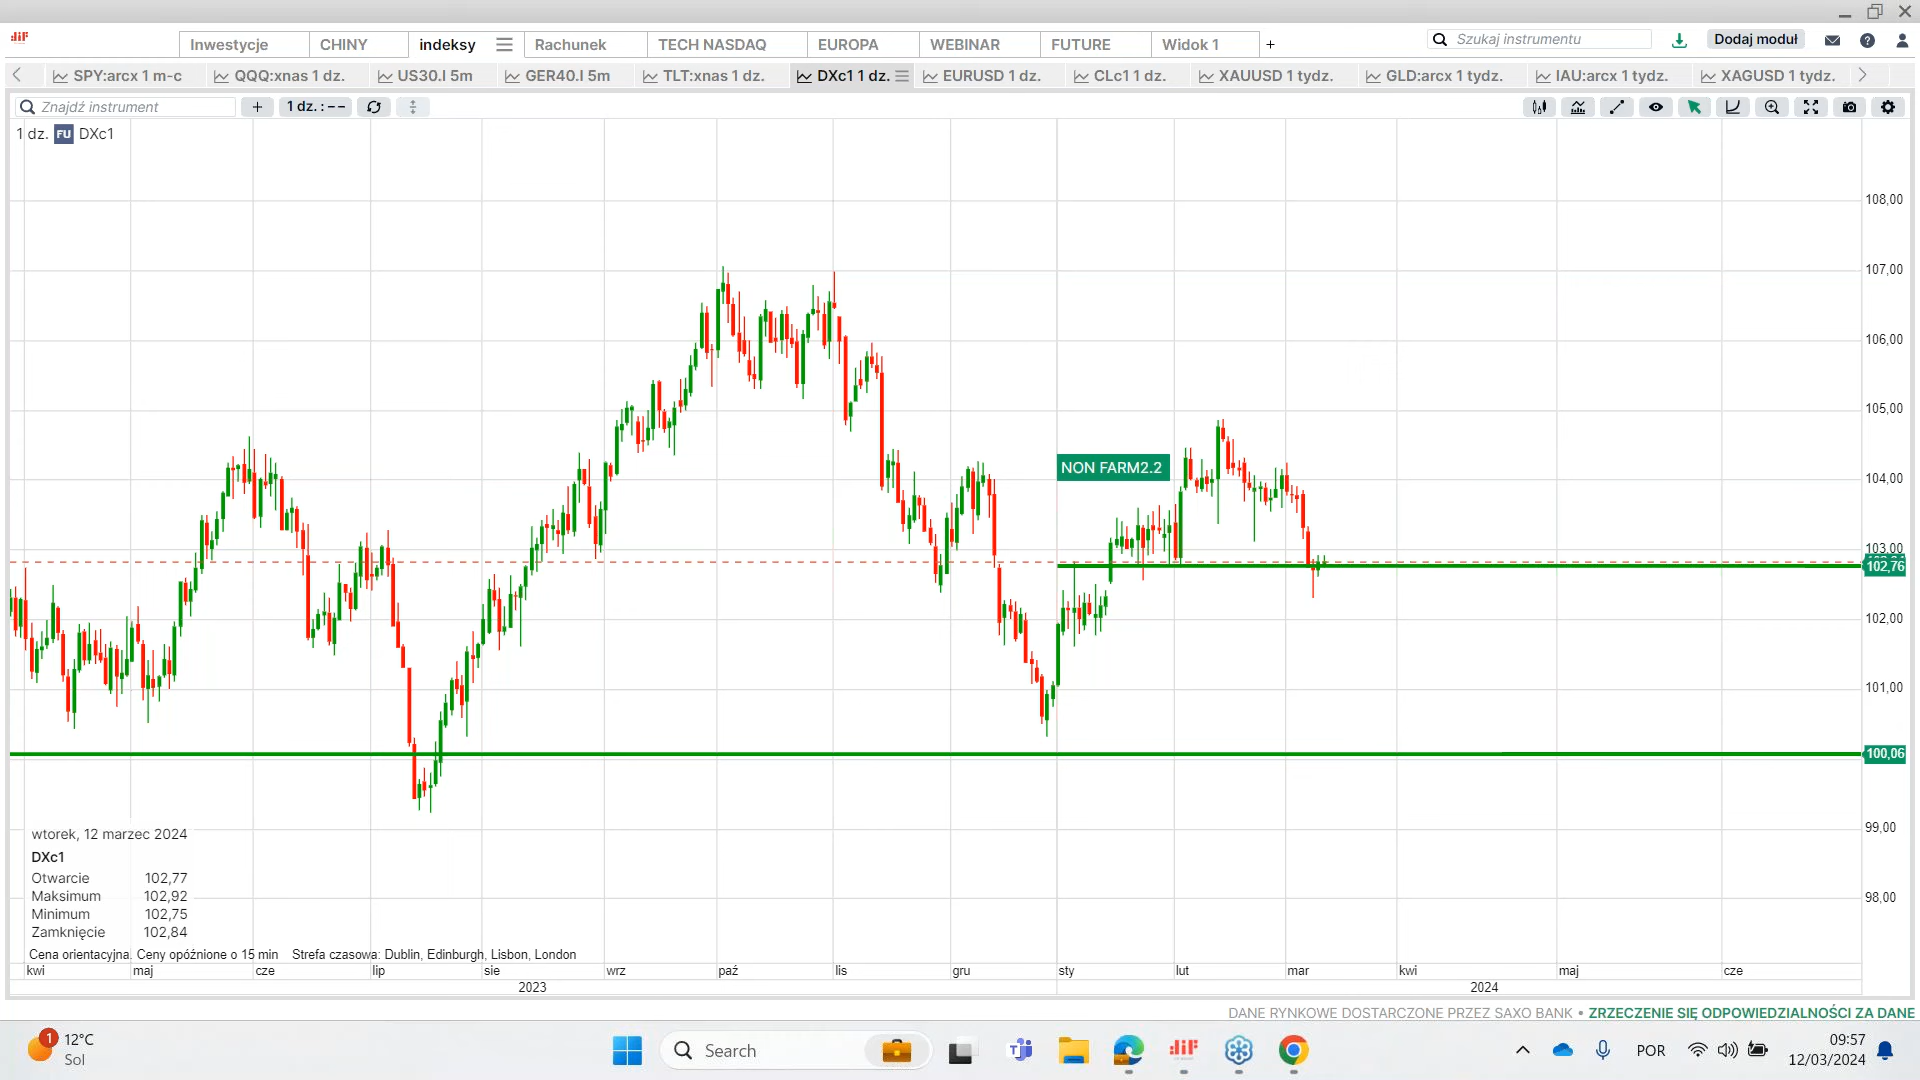 Inwestycje CHINY indeksy Rachunek TECH NASDAQ EUROPA WEBINAR FUTURE Widok 1 + Szukaj instrumentu Dodaj moduł
SPY:arcx 1 m-c QQQ:xnas 1 dz. US30.I 5m GER40.I 5m TLT:xnas 1 dz. DXc1 1 dz. EURUSD 1 dz. CLc1 1 dz. XAUUSD 1 tydz. GLD:arcx 1 tydz. IAU:arcx 1 tydz. XAGUSD 1 tydz.
Znajdź instrument + 1 dz. : – –
1 dz. FU DXc1
108,00
107,00
106,00
105,00
NON FARM2.2
104,00
103,00
102,76
102,00
101,00
100,06
99,00
98,00
wtorek, 12 marzec 2024
DXc1
Otwarcie 102,77
Maksimum 102,92
Minimum 102,75
Zamknięcie 102,84
Cena orientacyjna. Ceny opóźnione o 15 min Strefa czasowa: Dublin, Edinburgh, Lisbon, London
kwi maj cze lip sie wrz paź lis gru sty lut mar kwi maj cze
2023 2024
DANE RYNKOWE DOSTARCZONE PRZEZ SAXO BANK • ZRZECZENIE SIĘ ODPOWIEDZIALNOŚCI ZA DANE
1 12°C
Sol
Search
POR
09:57
12/03/2024